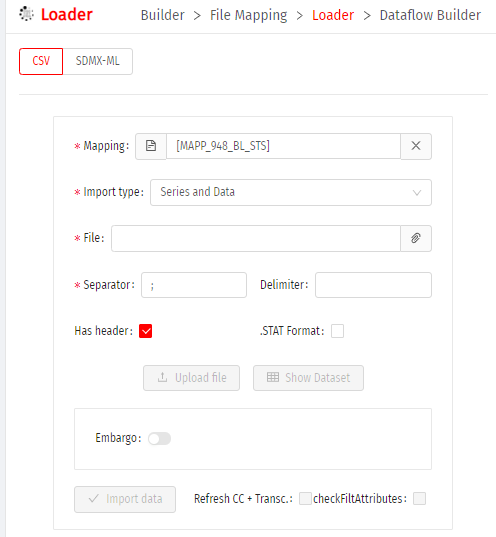 Loader Builder > File Mapping > Loader > Dataflow Builder
CSV SDMX-ML
* Mapping: [MAPP_948_BL_STS]
* Import type: Series and Data
* File:
* Separator: ; Delimiter:
Has header: .STAT Format:
Upload file Show Dataset
Embargo:
Import data Refresh CC + Transc.: checkFiltAttributes: